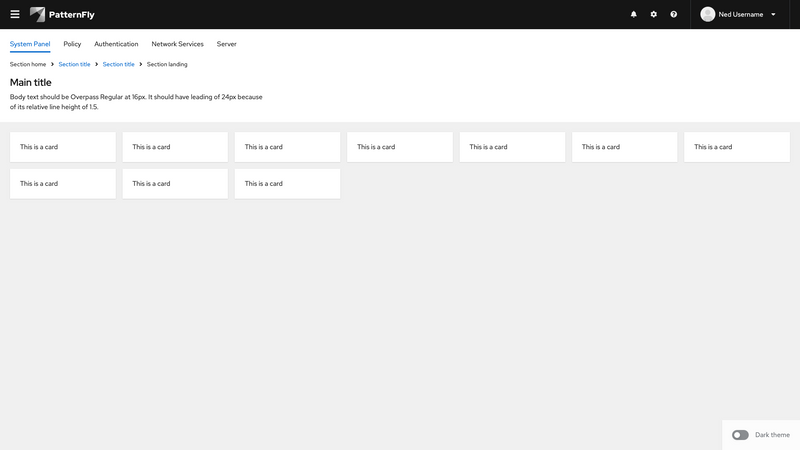 PatternFly
Ned Username
System Panel Policy Authentication Network Services Server
Section home Section title Section title Section landing
Main title
Body text should be Overpass Regular at 16px. It should have leading of 24px because
of its relative line height of 1.5.
This is a card This is a card This is a card This is a card This is a card This is a card This is a card
This is a card This is a card This is a card
Dark theme